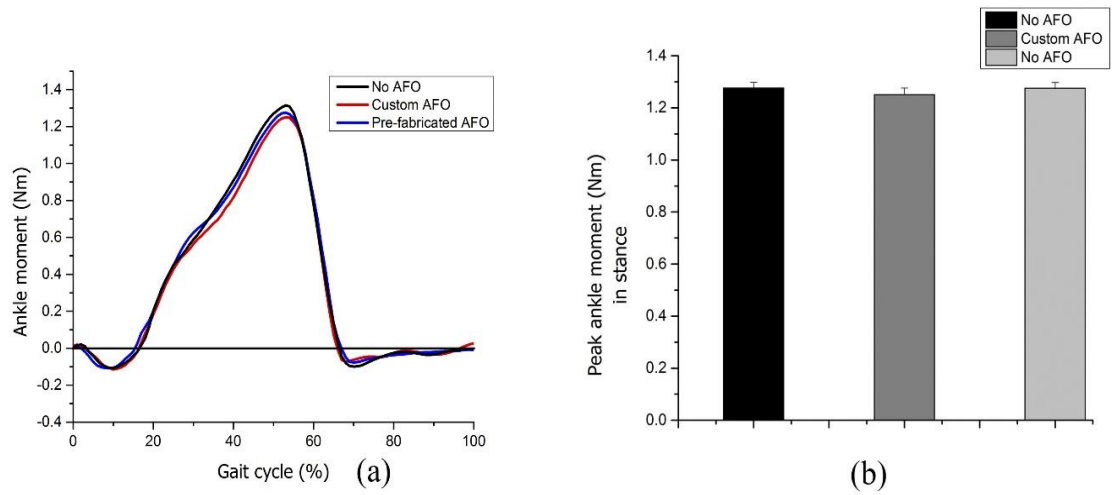 No AFO
Custom AFO
Pre-fabricated AFO
1.4
1.2
1.0
0.8
0.6
0.4
0.2
0.0
-0.2
-0.4
Ankle moment (Nm)
0
20
40
60
80
100
Gait cycle (%)
(a)
No AFO
Custom AFO
No AFO
1.4
1.2
1.0
0.8
0.6
0.4
0.2
0.0
Peak ankle moment (Nm)
in stance
(b)